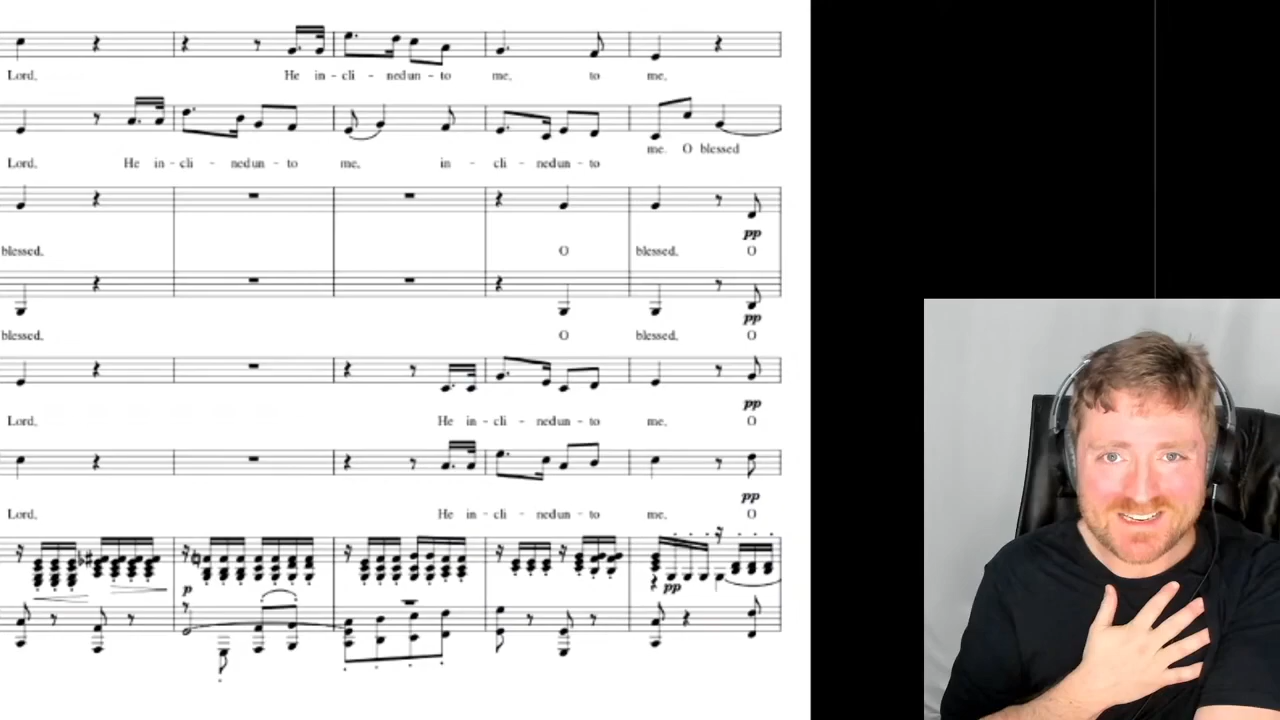 Lord, He in - cli - ned un - to me, to me,
Lord, He in - cli - ned un - to me, in - cli - ned un - to me. O blessed
pp
blessed, O blessed, O
pp
blessed, O blessed, O
pp
Lord, He in - cli - ned un - to me, O
pp
Lord, He in - cli - ned un - to me, O
p pp